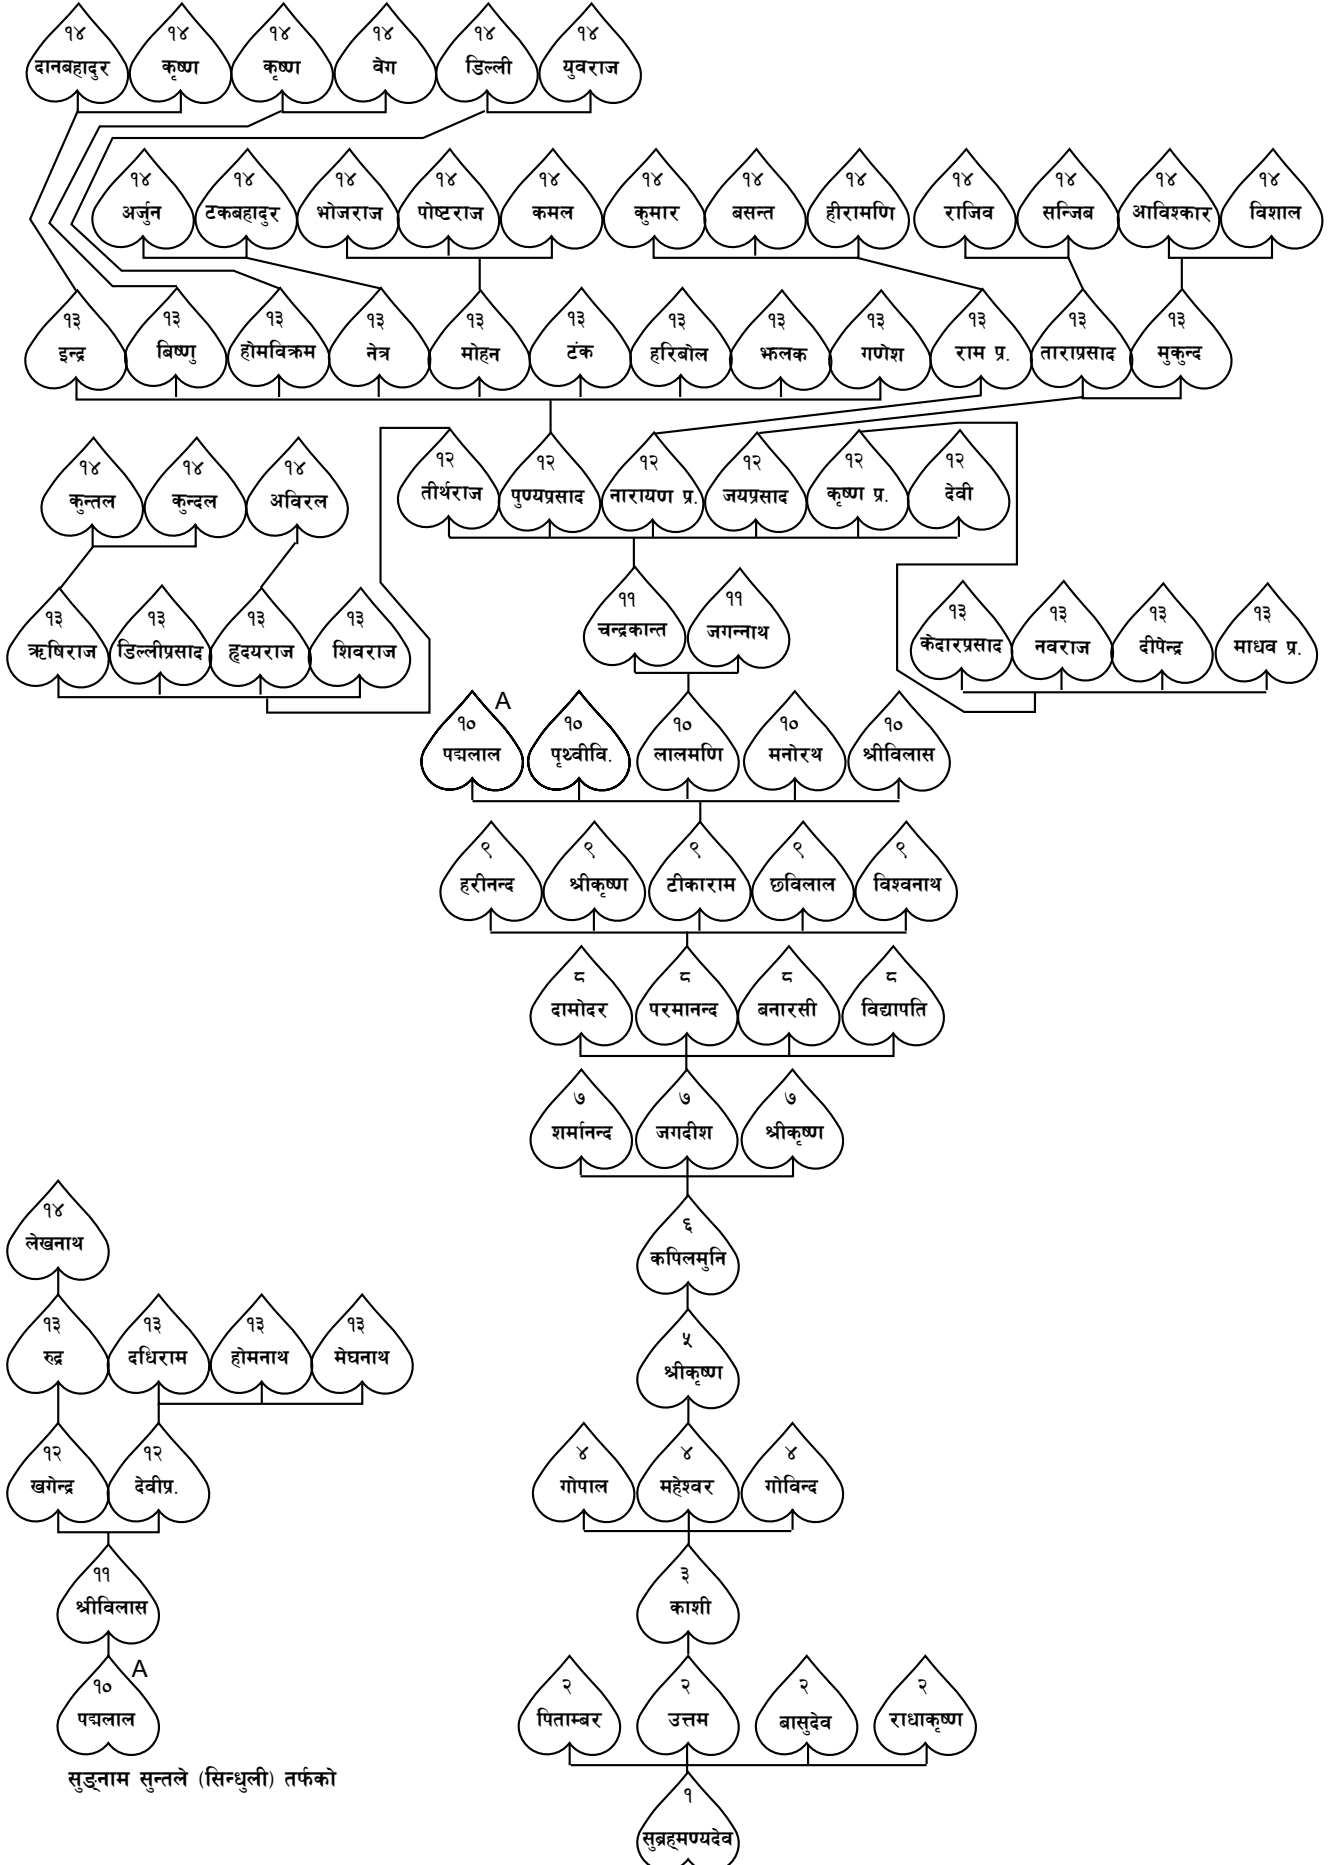 १४ १४ १४ १४ १४ १४
दानबहादुर कृष्ण कृष्ण वेग डिल्ली युवराज
१४ १४ १४ १४ १४ १४ १४ १४ १४ १४ १४ १४
अर्जुन टकबहादुर भोजराज पोष्टराज कमल कुमार बसन्त हीरामणि राजिव सन्जिब आविश्कार विशाल
१३ १३ १३ १३ १३ १३ १३ १३ १३ १३ १३ १३
इन्द्र बिष्णु होमविक्रम नेत्र मोहन टंक हरिबोल झलक गणेश राम प्र. ताराप्रसाद मुकुन्द
१४ १४ १४ १२ १२ १२ १२ १२ १२
कुन्तल कुन्दल अविरल तीर्थराज पुण्यप्रसाद नारायण प्र. जयप्रसाद कृष्ण प्र. देवी
११ ११
चन्द्रकान्त जगन्नाथ
१३ १३ १३ १३ १३ १३ १३ १३
ऋषिराज डिल्लीप्रसाद हृदयराज शिवराज केदारप्रसाद नवराज दीपेन्द्र माधव प्र.
A
१० १० १० १० १०
पद्मलाल पृथ्वीवि. लालमणि मनोरथ श्रीविलास
९ ९ ९ ९ ९
हरीनन्द श्रीकृष्ण टीकाराम छविलाल विश्वनाथ
८ ८ ८ ८
दामोदर परमानन्द बनारसी विद्यापति
७ ७ ७
शर्मानन्द जगदीश श्रीकृष्ण
१४ ६
लेखनाथ कपिलमुनि
१३ १३ १३ १३ ५
रुद्र दधिराम होमनाथ मेघनाथ श्रीकृष्ण
१२ १२ ४ ४ ४
खगेन्द्र देवीप्र. गोपाल महेश्वर गोविन्द
११ ३
श्रीविलास काशी
A
१० २ २ २ २
पद्मलाल पिताम्बर उत्तम बासुदेव राधाकृष्ण
सुङ्नाम सुन्तले (सिन्धुली) तर्फको
१
सुब्रह्मण्यदेव